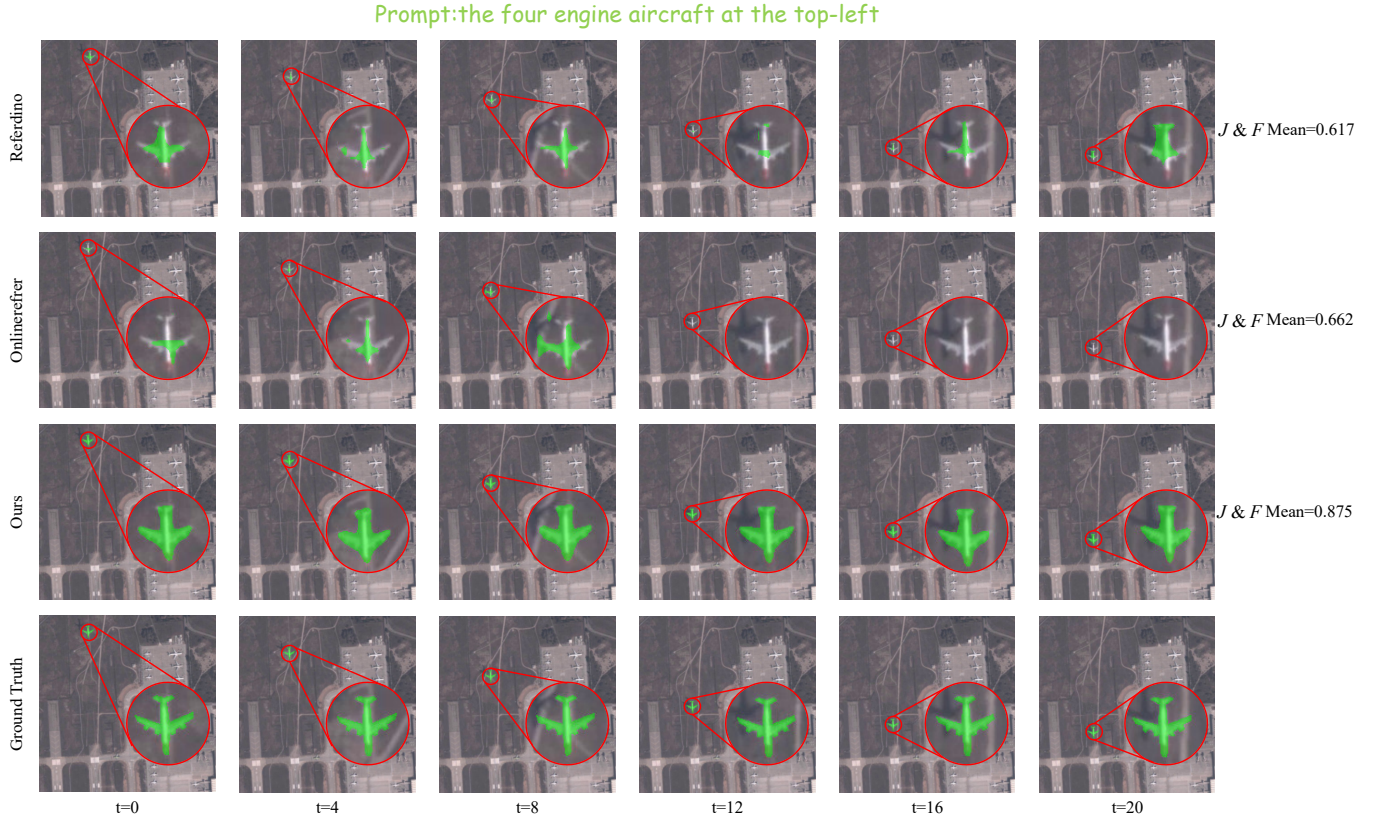 Prompt:the four engine aircraft at the top-left
Referdino
J & F Mean=0.617
Onlinerefrer
J & F Mean=0.662
Ours
J & F Mean=0.875
Ground Truth
t=0
t=4
t=8
t=12
t=16
t=20